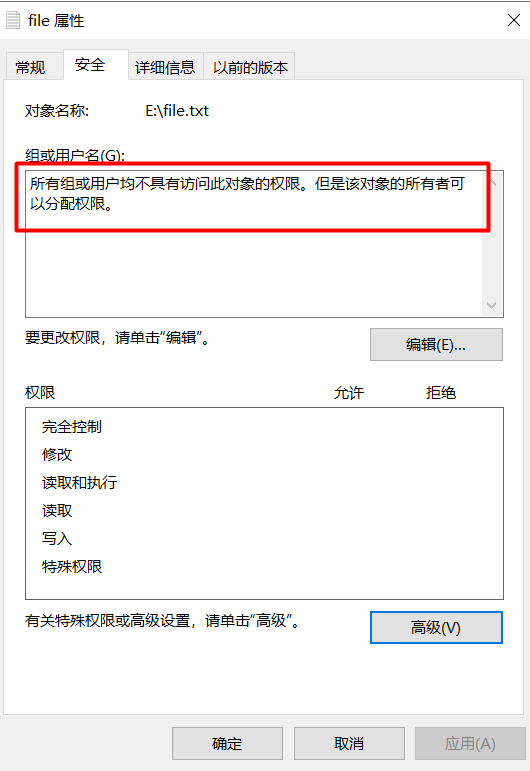 file 属性
常规 安全 详细信息 以前的版本
对象名称: E:\file.txt
组或用户名(G):
所有组或用户均不具有访问此对象的权限。但是该对象的所有者可
以分配权限。
要更改权限，请单击“编辑”。
编辑(E)...
权限 允许 拒绝
完全控制
修改
读取和执行
读取
写入
特殊权限
有关特殊权限或高级设置，请单击“高级”。
高级(V)
确定 取消 应用(A)